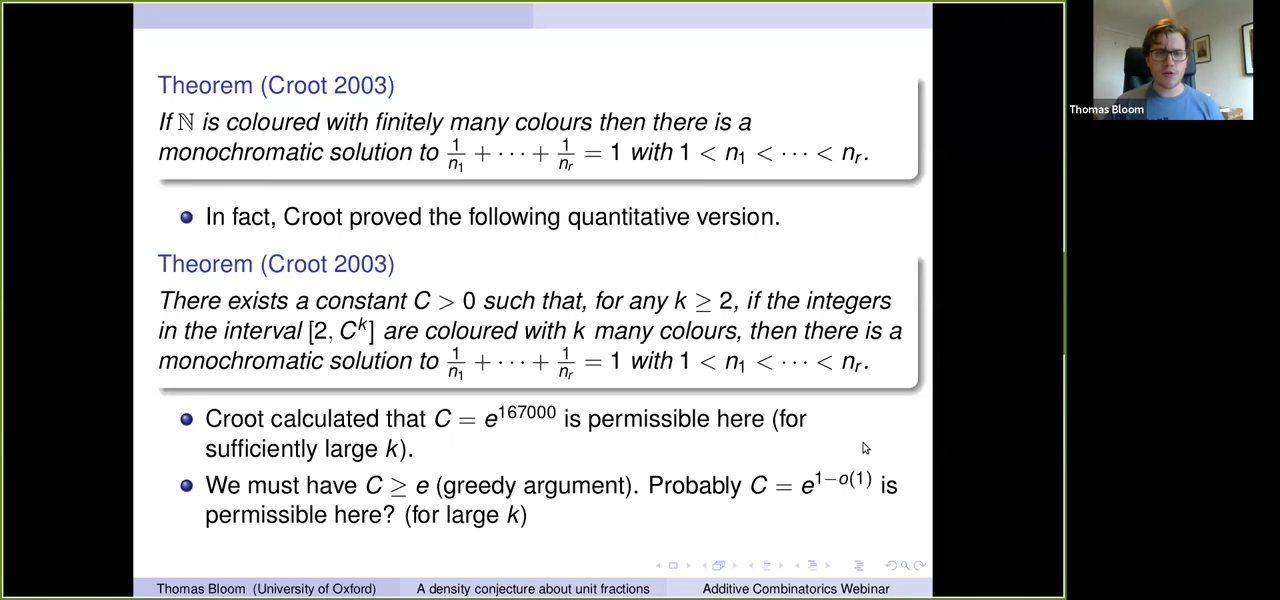 Theorem (Croot 2003)
If ℕ is coloured with finitely many colours then there is a
monochromatic solution to 1/n₁ + ⋯ + 1/nᵣ = 1 with 1 < n₁ < ⋯ < nᵣ.
In fact, Croot proved the following quantitative version.
Theorem (Croot 2003)
There exists a constant C > 0 such that, for any k ≥ 2, if the integers
in the interval [2, Cᵏ] are coloured with k many colours, then there is a
monochromatic solution to 1/n₁ + ⋯ + 1/nᵣ = 1 with 1 < n₁ < ⋯ < nᵣ.
Croot calculated that C = e¹⁶⁷⁰⁰⁰ is permissible here (for
sufficiently large k).
We must have C ≥ e (greedy argument). Probably C = e^{1−o(1)} is
permissible here? (for large k)
Thomas Bloom (University of Oxford) A density conjecture about unit fractions Additive Combinatorics Webinar
Thomas Bloom